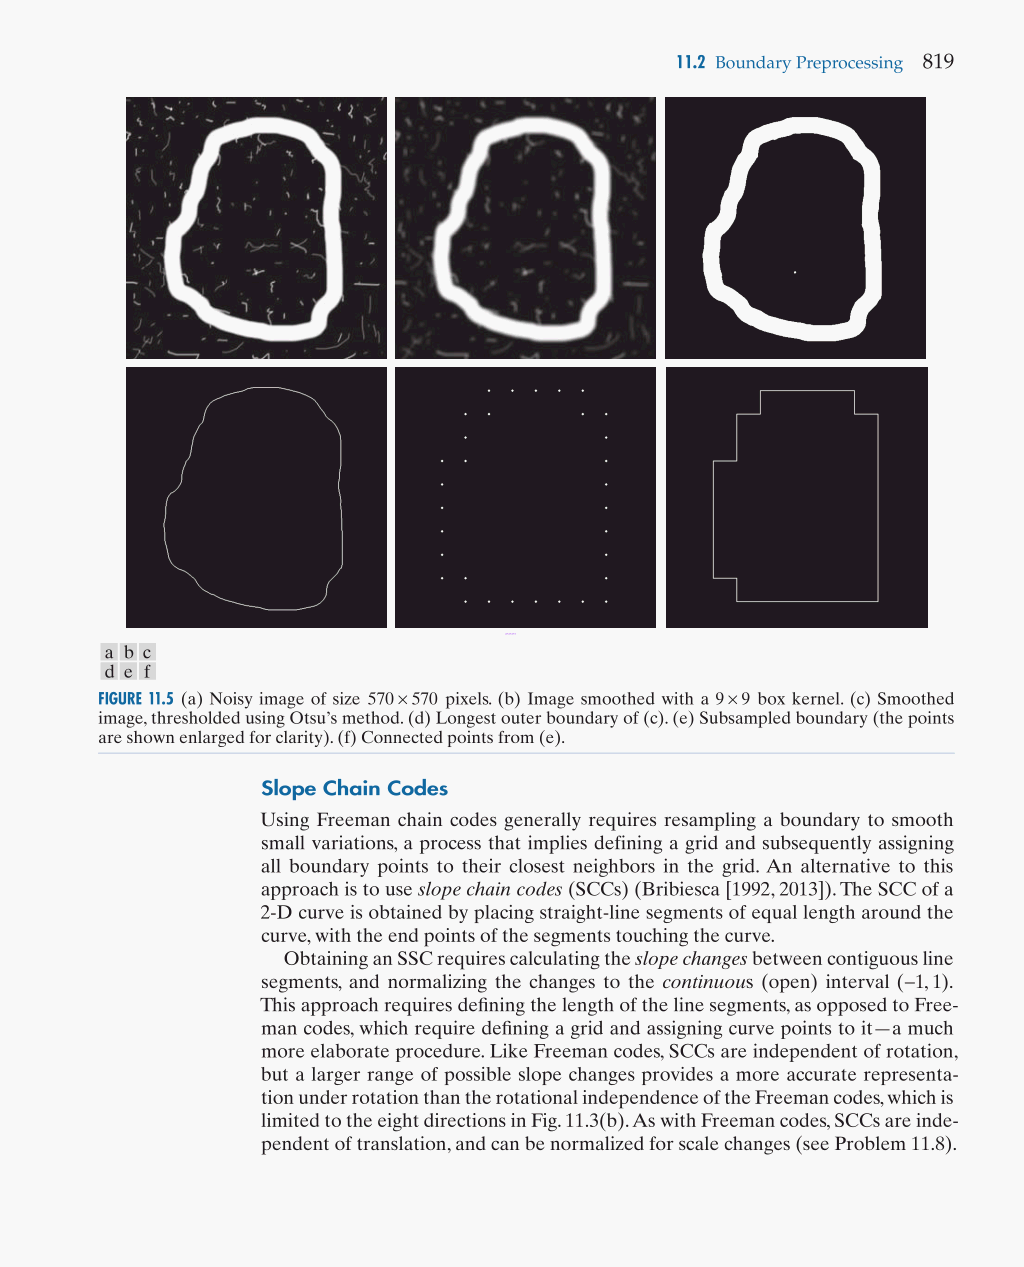 11.2 Boundary Preprocessing 819
a b c
d e f
FIGURE 11.5 (a) Noisy image of size 570 × 570 pixels. (b) Image smoothed with a 9 × 9 box kernel. (c) Smoothed
image, thresholded using Otsu’s method. (d) Longest outer boundary of (c). (e) Subsampled boundary (the points
are shown enlarged for clarity). (f) Connected points from (e).
Slope Chain Codes
Using Freeman chain codes generally requires resampling a boundary to smooth
small variations, a process that implies defining a grid and subsequently assigning
all boundary points to their closest neighbors in the grid. An alternative to this
approach is to use slope chain codes (SCCs) (Bribiesca [1992, 2013]). The SCC of a
2-D curve is obtained by placing straight-line segments of equal length around the
curve, with the end points of the segments touching the curve.
Obtaining an SSC requires calculating the slope changes between contiguous line
segments, and normalizing the changes to the continuous (open) interval (−1, 1).
This approach requires defining the length of the line segments, as opposed to Free-
man codes, which require defining a grid and assigning curve points to it—a much
more elaborate procedure. Like Freeman codes, SCCs are independent of rotation,
but a larger range of possible slope changes provides a more accurate representa-
tion under rotation than the rotational independence of the Freeman codes, which is
limited to the eight directions in Fig. 11.3(b). As with Freeman codes, SCCs are inde-
pendent of translation, and can be normalized for scale changes (see Problem 11.8).